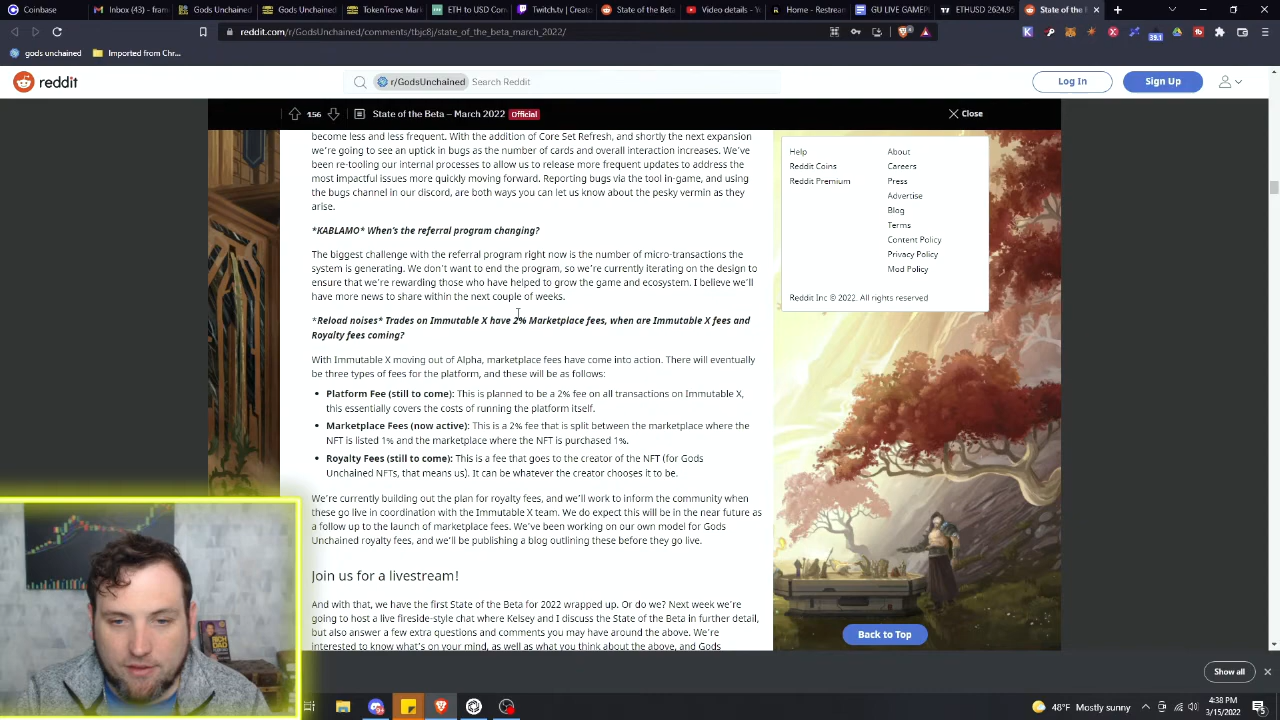 Coinbase
Inbox (43) - fram
Gods Unchained
Gods Unchained
TokenTrove Mark
ETH to USD Conv
Twitch.tv | Creato
State of the Beta
Video details - Yo
Home - Restream
GU LIVE GAMEPL
ETHUSD 2624.95
State of the Be
reddit.com/r/GodsUnchained/comments/tbjc8j/state_of_the_beta_march_2022/
39.1
gods unchained
Imported from Chr...
reddit
r/GodsUnchained
Search Reddit
Log In
Sign Up
156
State of the Beta – March 2022
Official
Close
become less and less frequent. With the addition of Core Set Refresh, and shortly the next expansion
we're going to see an uptick in bugs as the number of cards and overall interaction increases. We've
been re-tooling our internal processes to allow us to release more frequent updates to address the
most impactful issues more quickly moving forward. Reporting bugs via the tool in-game, and using
the bugs channel in our discord, are both ways you can let us know about the pesky vermin as they
arise.
*KABLAMO* When's the referral program changing?
The biggest challenge with the referral program right now is the number of micro-transactions the
system is generating. We don't want to end the program, so we're currently iterating on the design to
ensure that we're rewarding those who have helped to grow the game and ecosystem. I believe we'll
have more news to share within the next couple of weeks.
*Reload noises* Trades on Immutable X have 2% Marketplace fees, when are Immutable X fees and
Royalty fees coming?
With Immutable X moving out of Alpha, marketplace fees have come into action. There will eventually
be three types of fees for the platform, and these will be as follows:
• Platform Fee (still to come): This is planned to be a 2% fee on all transactions on Immutable X,
this essentially covers the costs of running the platform itself.
• Marketplace Fees (now active): This is a 2% fee that is split between the marketplace where the
NFT is listed 1% and the marketplace where the NFT is purchased 1%.
• Royalty Fees (still to come): This is a fee that goes to the creator of the NFT (for Gods
Unchained NFTs, that means us). It can be whatever the creator chooses it to be.
We're currently building out the plan for royalty fees, and we'll work to inform the community when
these go live in coordination with the Immutable X team. We do expect this will be in the near future as
a follow up to the launch of marketplace fees. We've been working on our own model for Gods
Unchained royalty fees, and we'll be publishing a blog outlining these before they go live.
Join us for a livestream!
And with that, we have the first State of the Beta for 2022 wrapped up. Or do we? Next week we're
going to host a live fireside-style chat where Kelsey and I discuss the State of the Beta in further detail,
but also answer a few extra questions and comments you may have around the above. We're
interested to know what's on your mind, as well as what you think about the above, and Gods
Help
Reddit Coins
Reddit Premium
About
Careers
Press
Advertise
Blog
Terms
Content Policy
Privacy Policy
Mod Policy
Reddit Inc © 2022. All rights reserved
Back to Top
RICH DAD
Show all
48°F Mostly sunny
4:38 PM
3/15/2022